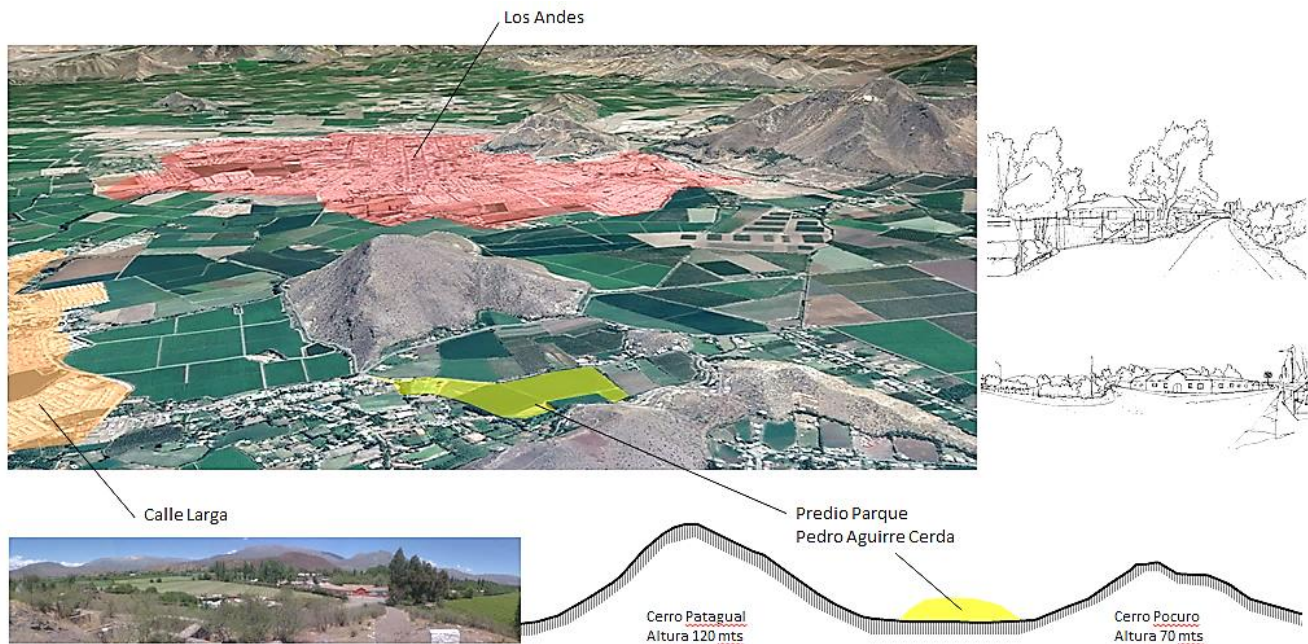 Los Andes
Calle Larga
Predio Parque
Pedro Aguirre Cerda
Cerro Patagual
Altura 120 mts
Cerro Pocuro
Altura 70 mts